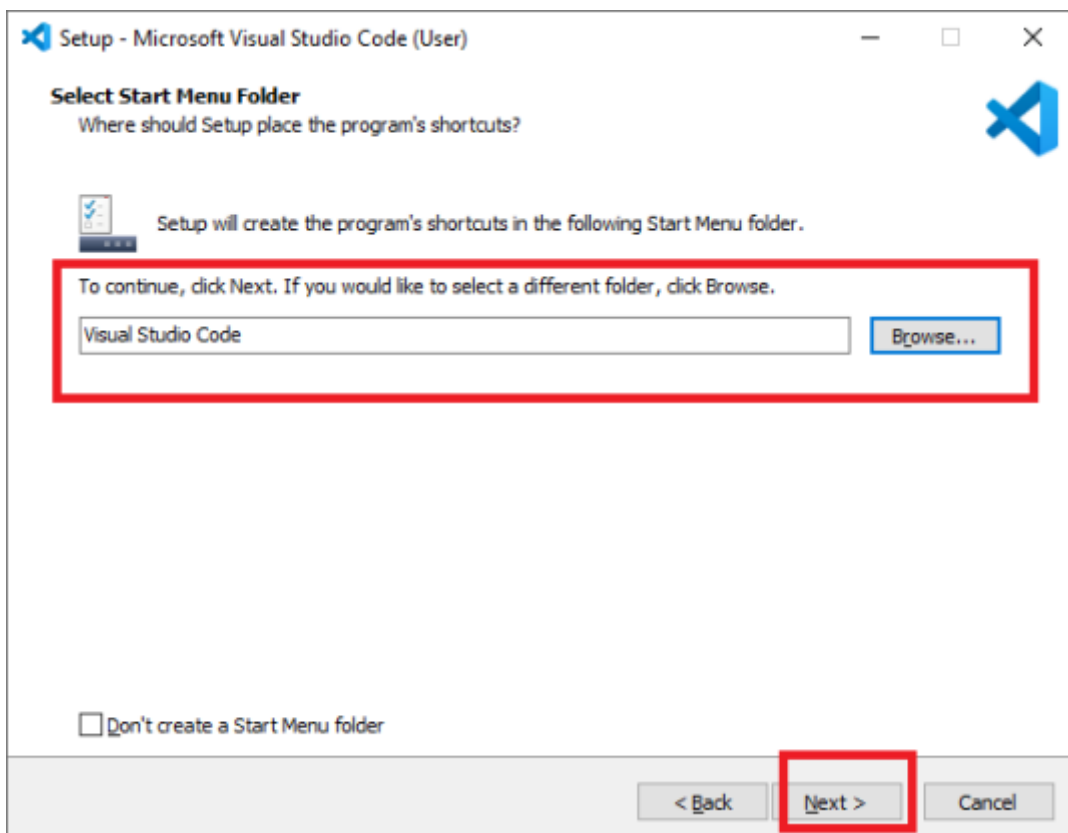 Setup - Microsoft Visual Studio Code (User)
Select Start Menu Folder
Where should Setup place the program's shortcuts?
Setup will create the program's shortcuts in the following Start Menu folder.
To continue, click Next. If you would like to select a different folder, click Browse.
Visual Studio Code
Browse...
Don't create a Start Menu folder
< Back
Next >
Cancel